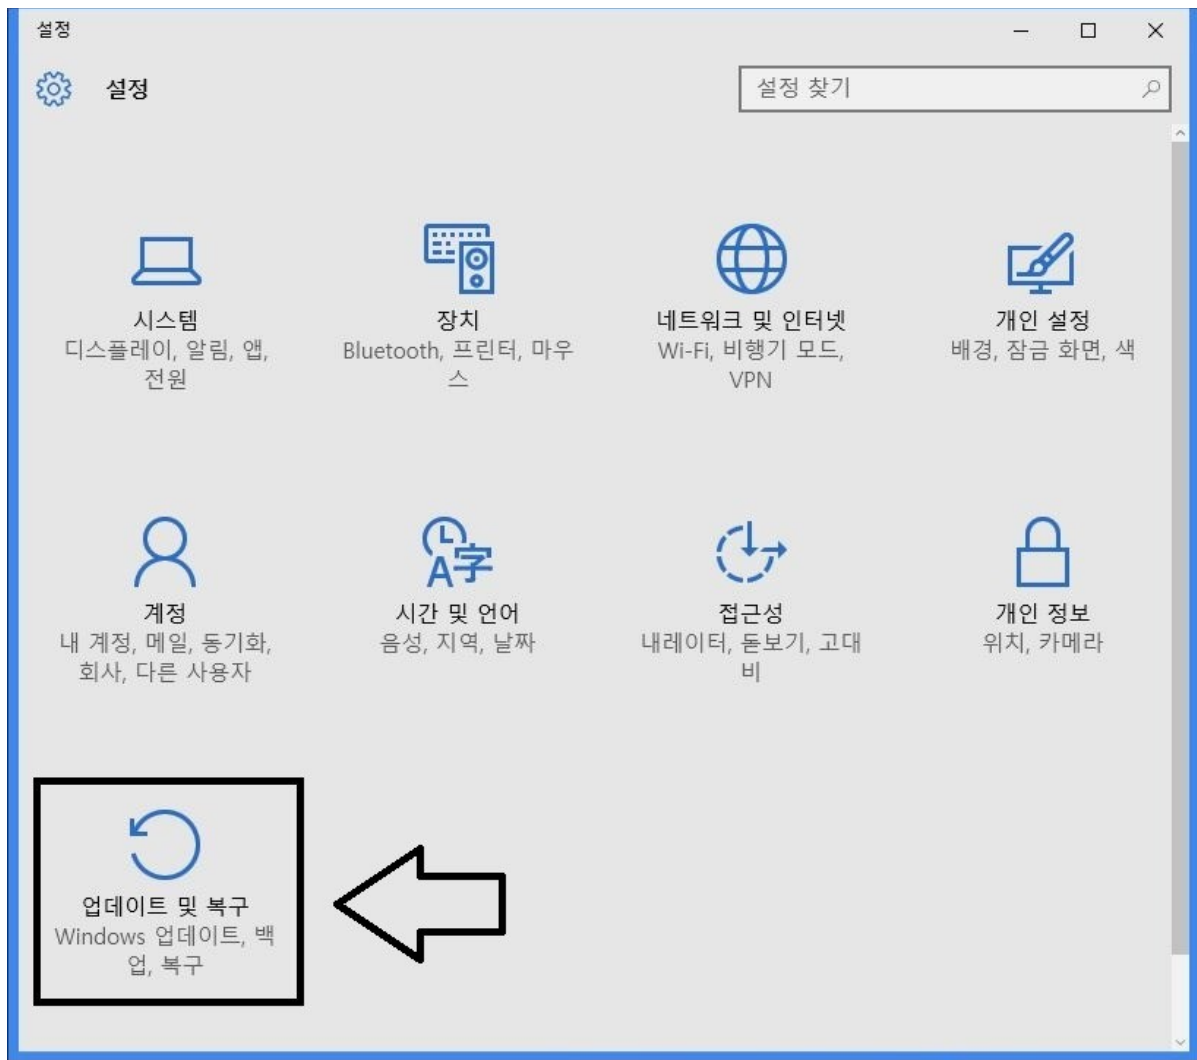 설정
설정
설정 찾기
시스템
디스플레이, 알림, 앱,
전원
장치
Bluetooth, 프린터, 마우
스
네트워크 및 인터넷
Wi-Fi, 비행기 모드,
VPN
개인 설정
배경, 잠금 화면, 색
계정
내 계정, 메일, 동기화,
회사, 다른 사용자
A字
시간 및 언어
음성, 지역, 날짜
접근성
내레이터, 돋보기, 고대
비
개인 정보
위치, 카메라
업데이트 및 복구
Windows 업데이트, 백
업, 복구